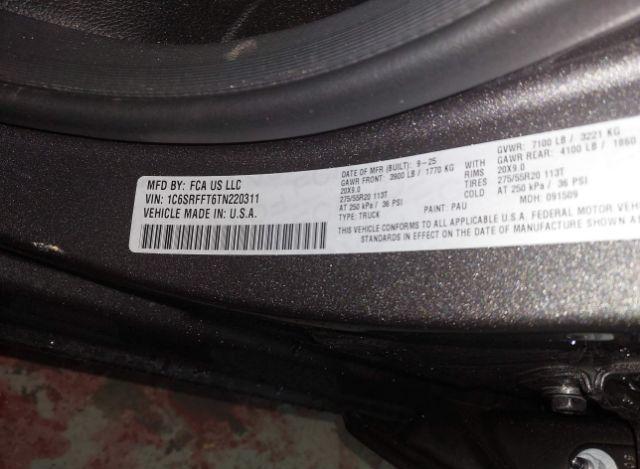 MFD BY: FCA US LLC
VIN: 1C6SRFFT6TN220311
VEHICLE MADE IN: U.S.A.
DATE OF MFR (BUILT): 9-25
GAWR FRONT: 3900 LB / 1770 KG WITH
20X9.0 RIMS
275/55R20 113T TIRES
AT 250 kPa / 36 PSI COLD
TYPE: TRUCK PAINT: PAU
GVWR: 7100 LB / 3221 KG
GAWR REAR: 4100 LB / 1860
20X9.0
275/55R20 113T
AT 250 kPa / 36 PSI
MDH: 091509
THIS VEHICLE CONFORMS TO ALL APPLICABLE U.S.A. FEDERAL MOTOR VEHIC
STANDARDS IN EFFECT ON THE DATE OF MANUFACTURE SHOWN A